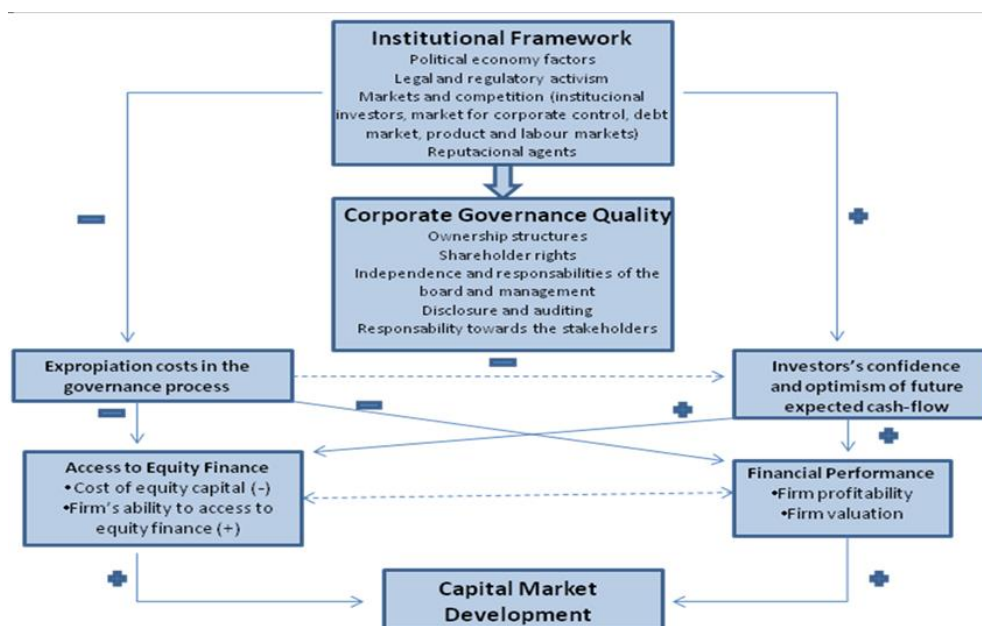 Institutional Framework
Political economy factors
Legal and regulatory activism
Markets and competition (institucional
investors, market for corporate control, debt
market, product and labour markets)
Reputacional agents
Corporate Governance Quality
Ownership structures
Shareholder rights
Independence and responsabilities of the
board and management
Disclosure and auditing
Responsability towards the stakeholders
Expropiation costs in the
governance process
Investors's confidence
and optimism of future
expected cash-flow
Access to Equity Finance
•Cost of equity capital (-)
•Firm's ability to access to
equity finance (+)
Financial Performance
•Firm profitability
•Firm valuation
Capital Market
Development